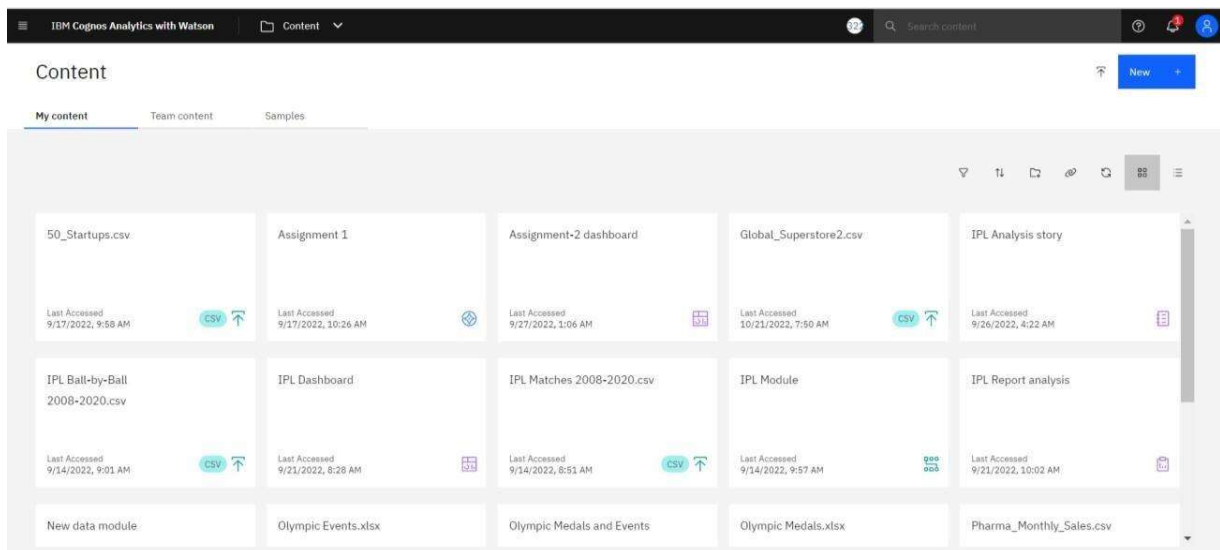 IBM Cognos Analytics with Watson
Content
Search content
1
Content
New +
My content
Team content
Samples
50_Startups.csv
Assignment 1
Assignment-2 dashboard
Global_Superstore2.csv
IPL Analysis story
Last Accessed
9/17/2022, 9:58 AM
CSV
Last Accessed
9/17/2022, 10:26 AM
Last Accessed
9/27/2022, 1:06 AM
Last Accessed
10/21/2022, 7:50 AM
CSV
Last Accessed
9/26/2022, 4:22 AM
IPL Ball-by-Ball
2008-2020.csv
IPL Dashboard
IPL Matches 2008-2020.csv
IPL Module
IPL Report analysis
Last Accessed
9/14/2022, 9:01 AM
CSV
Last Accessed
9/21/2022, 8:28 AM
Last Accessed
9/14/2022, 8:51 AM
CSV
Last Accessed
9/14/2022, 9:57 AM
Last Accessed
9/21/2022, 10:02 AM
New data module
Olympic Events.xlsx
Olympic Medals and Events
Olympic Medals.xlsx
Pharma_Monthly_Sales.csv